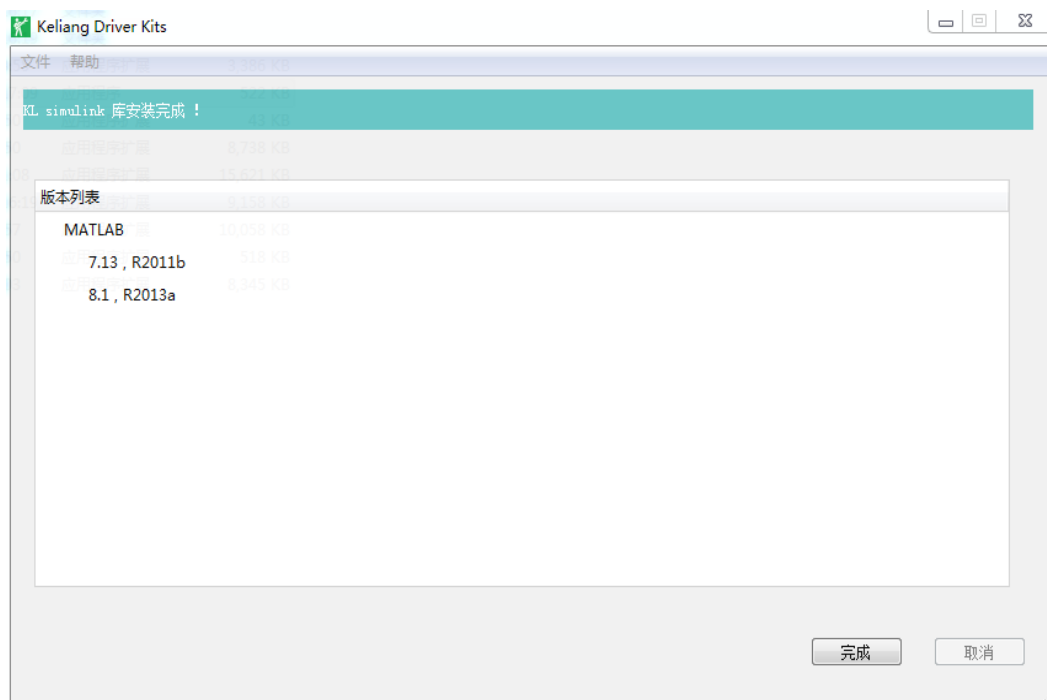 Keliang Driver Kits
文件 帮助
KL simulink 库安装完成 !
版本列表
MATLAB
7.13 , R2011b
8.1 , R2013a
完成 取消